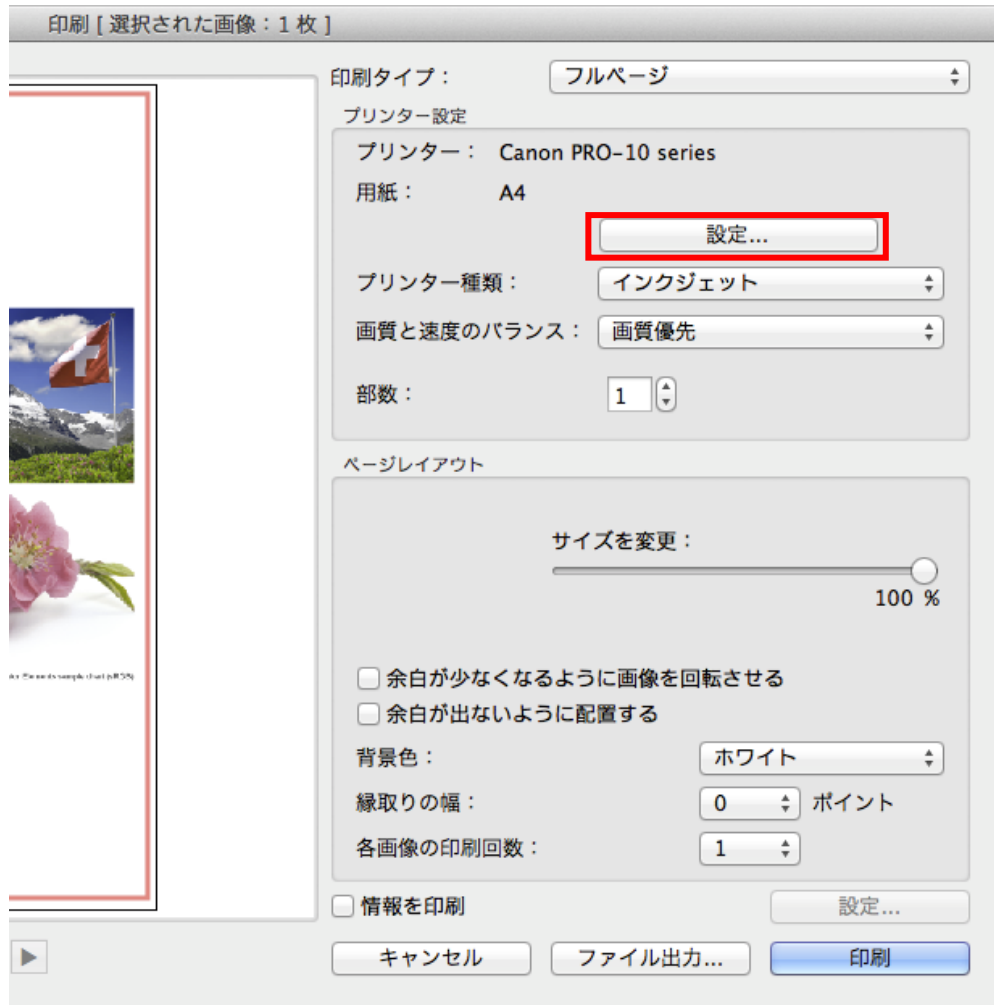 印刷 [ 選択された画像：1 枚 ]
印刷タイプ： フルページ
プリンター設定
プリンター： Canon PRO-10 series
用紙： A4
設定...
プリンター種類： インクジェット
画質と速度のバランス： 画質優先
部数： 1
ページレイアウト
サイズを変更：
100 %
余白が少なくなるように画像を回転させる
余白が出ないように配置する
背景色： ホワイト
縁取りの幅： 0 ポイント
各画像の印刷回数： 1
sample chart (sRGB)
情報を印刷 設定...
キャンセル ファイル出力... 印刷